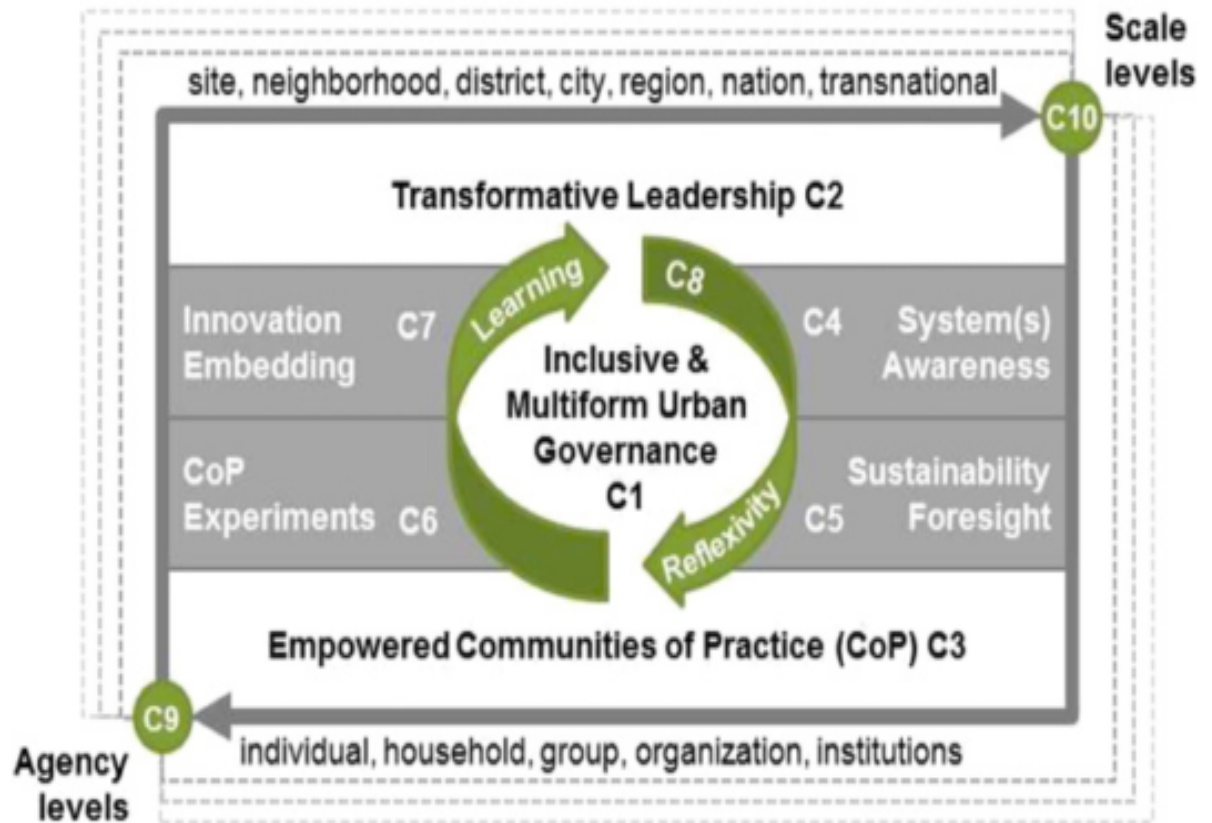 Scale
levels
site, neighborhood, district, city, region, nation, transnational
C10
Transformative Leadership C2
Learning
C8
Innovation
Embedding
C7
C4
System(s)
Awareness
Inclusive &
Multiform Urban
Governance
C1
CoP
Experiments
C6
C5
Sustainability
Foresight
Reflexivity
Empowered Communities of Practice (CoP) C3
C9
individual, household, group, organization, institutions
Agency
levels